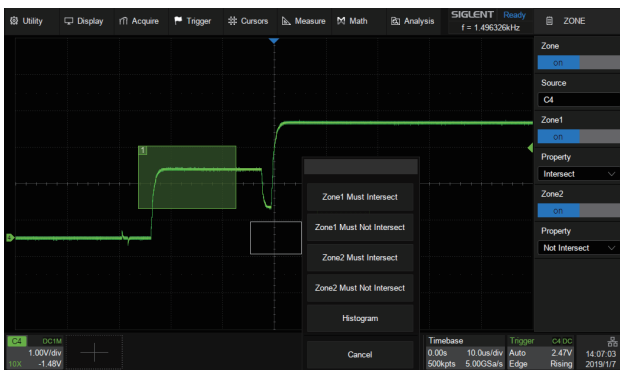 Utility Display Acquire Trigger Cursors Measure Math Analysis SIGLENT Ready ZONE
f = 1.496326kHz
Zone
on
Source
C4
Zone1
on
Property
Intersect
Zone2
on
Property
Not Intersect
1
4
Zone1 Must Intersect
Zone1 Must Not Intersect
Zone2 Must Intersect
Zone2 Must Not Intersect
Histogram
Cancel
C4 DC1M
1.00V/div
10X -1.48V
Timebase
0.00s 10.0us/div
500kpts 5.00GSa/s
Trigger C4 DC
Auto 2.47V
Edge Rising
14:07:03
2019/1/7